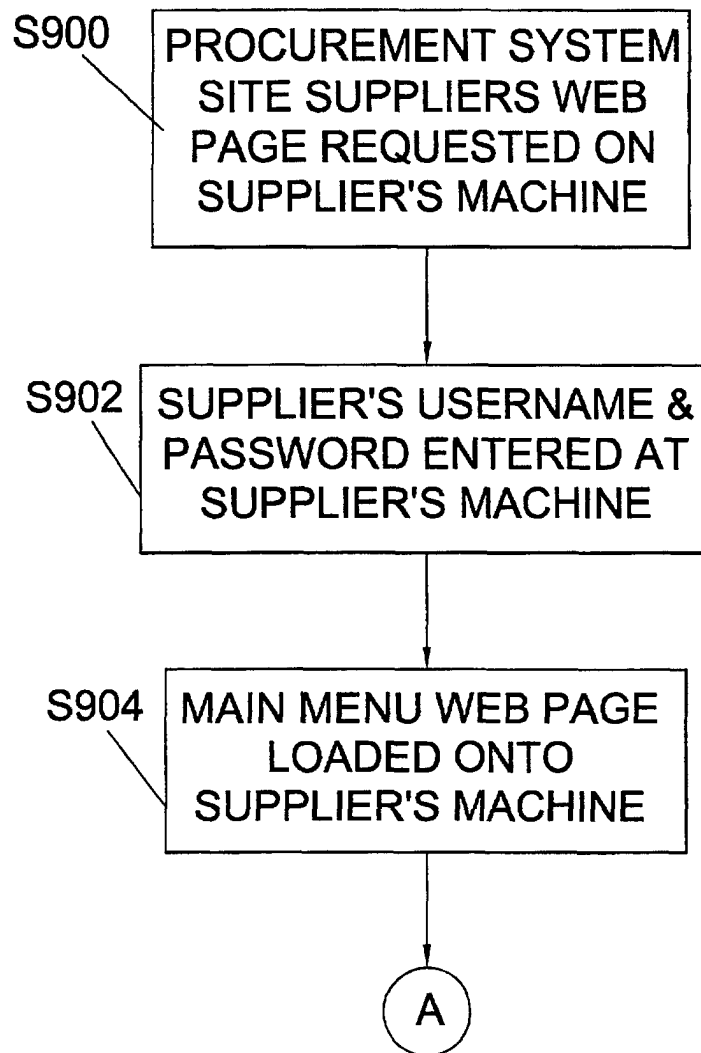 S900
PROCUREMENT SYSTEM
SITE SUPPLIERS WEB
PAGE REQUESTED ON
SUPPLIER'S MACHINE
S902
SUPPLIER'S USERNAME &
PASSWORD ENTERED AT
SUPPLIER'S MACHINE
S904
MAIN MENU WEB PAGE
LOADED ONTO
SUPPLIER'S MACHINE
A